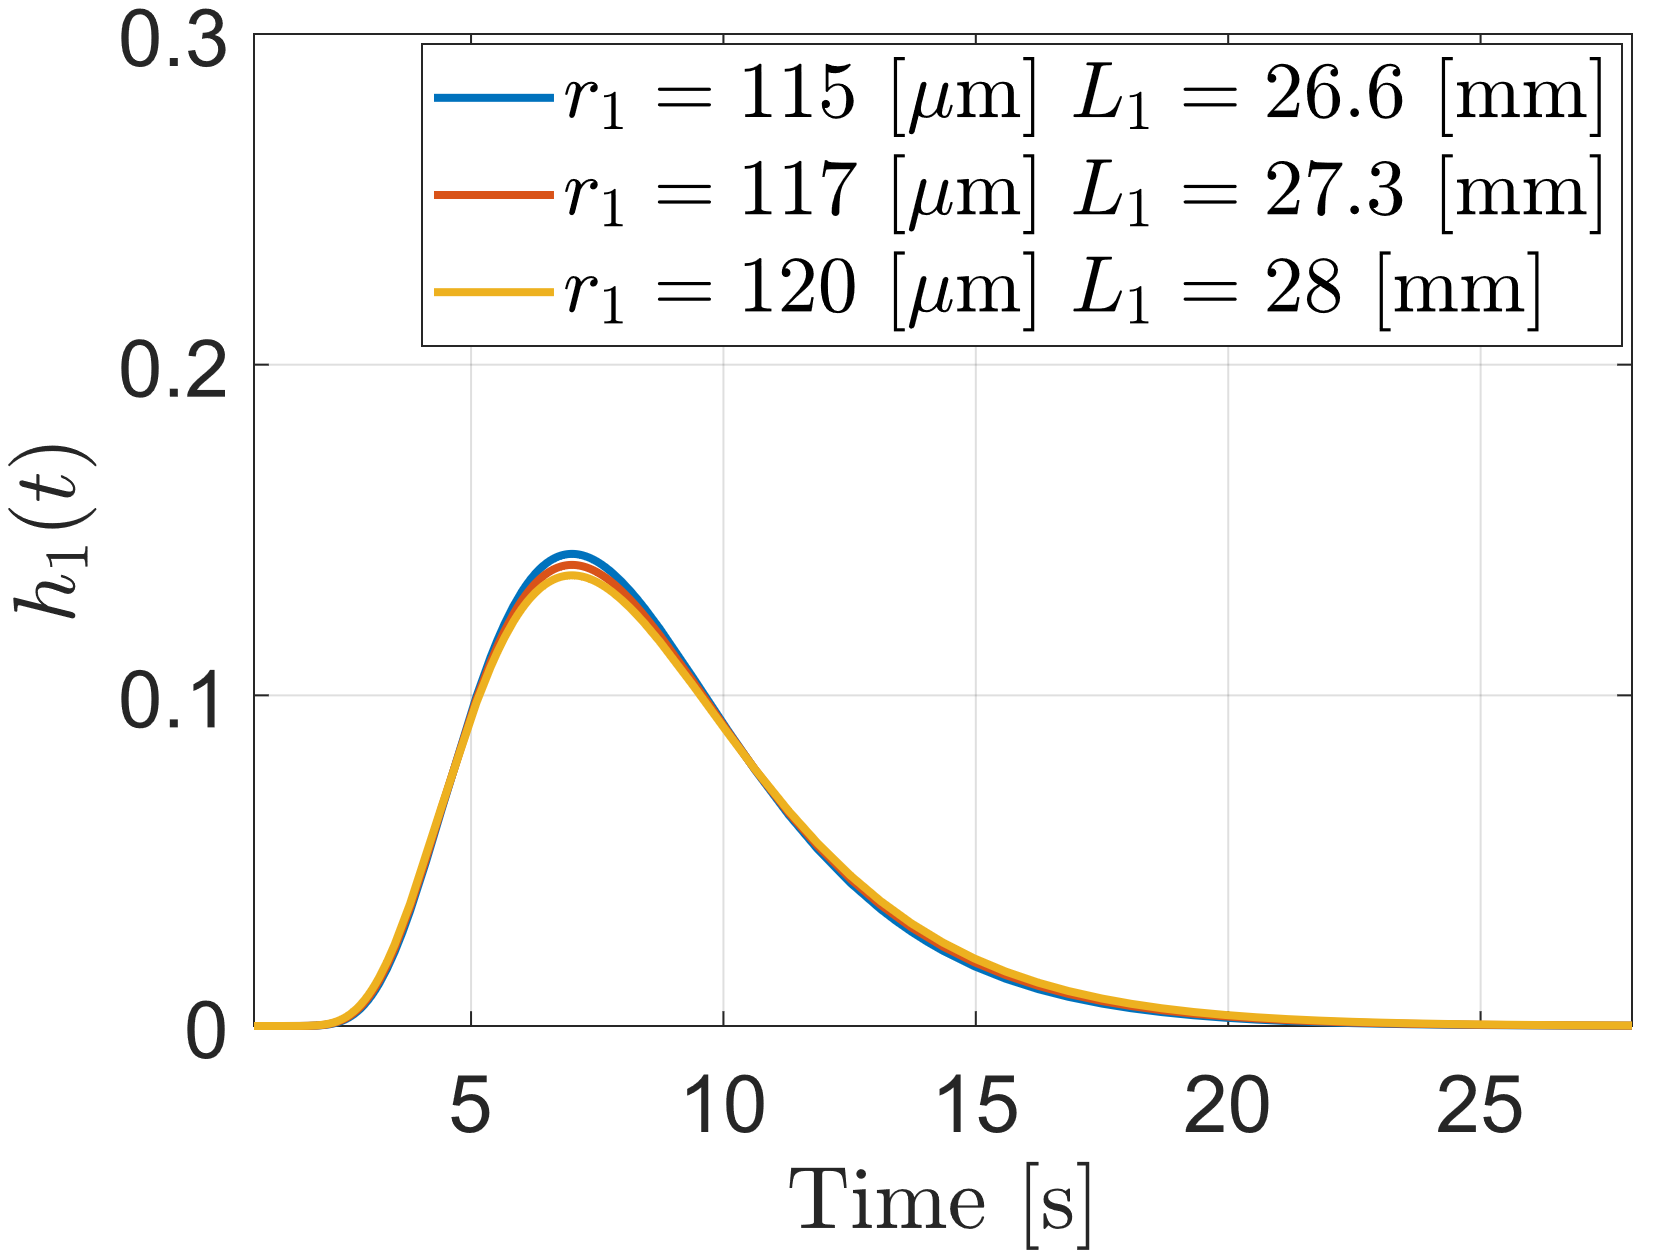 0.3
r₁ = 115 [μm] L₁ = 26.6 [mm]
r₁ = 117 [μm] L₁ = 27.3 [mm]
r₁ = 120 [μm] L₁ = 28 [mm]
0.2
h₁(t)
0.1
0
5 10 15 20 25
Time [s]